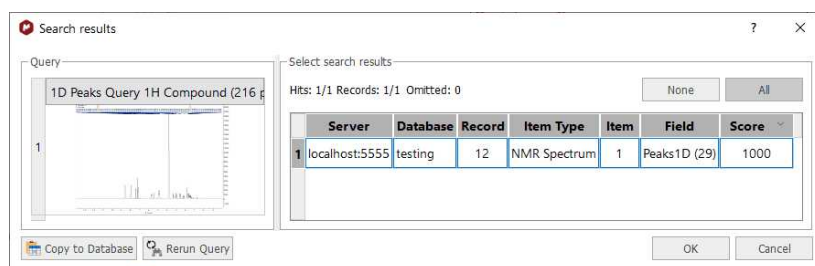 Search results
?
Query
1D Peaks Query 1H Compound (216 p
1
Select search results
Hits: 1/1 Records: 1/1 Omitted: 0
None
All
Server Database Record Item Type Item Field Score
1 localhost:5555 testing 12 NMR Spectrum 1 Peaks1D (29) 1000
Copy to Database
Rerun Query
OK
Cancel